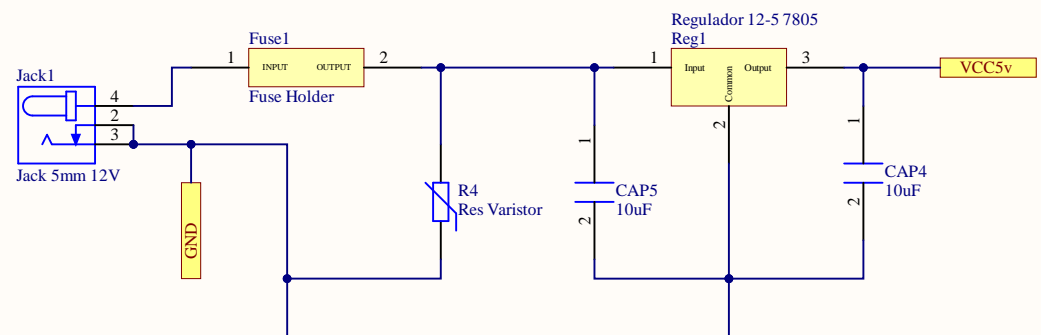 Regulador 12-5 7805
Reg1
Fuse1
1
INPUT
OUTPUT
2
Fuse Holder
1
Input
Common
Output
3
2
VCC5v
Jack1
4
2
3
Jack 5mm 12V
GND
R4
Res Varistor
1
CAP5
10uF
2
1
CAP4
10uF
2